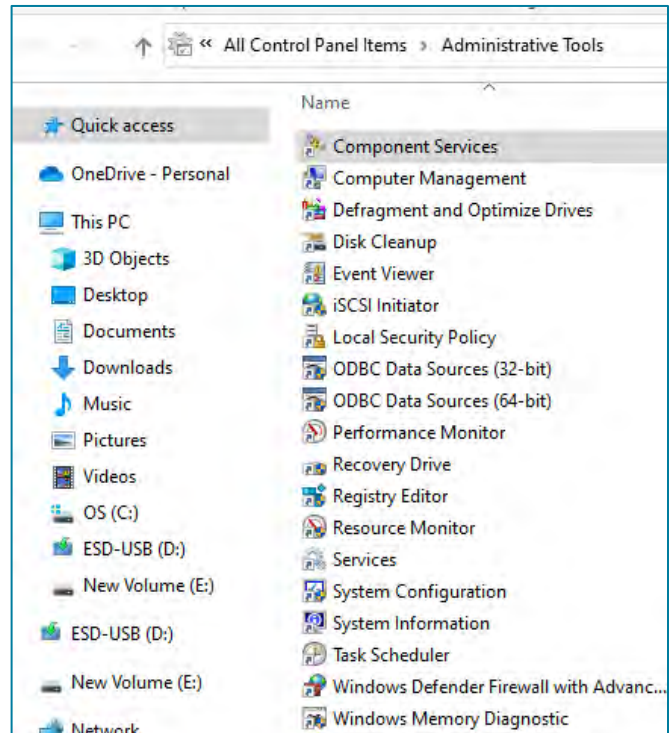 « All Control Panel Items > Administrative Tools
Name
Quick access
OneDrive - Personal
This PC
3D Objects
Desktop
Documents
Downloads
Music
Pictures
Videos
OS (C:)
ESD-USB (D:)
New Volume (E:)
ESD-USB (D:)
New Volume (E:)
Network
Component Services
Computer Management
Defragment and Optimize Drives
Disk Cleanup
Event Viewer
iSCSI Initiator
Local Security Policy
ODBC Data Sources (32-bit)
ODBC Data Sources (64-bit)
Performance Monitor
Recovery Drive
Registry Editor
Resource Monitor
Services
System Configuration
System Information
Task Scheduler
Windows Defender Firewall with Advanc...
Windows Memory Diagnostic